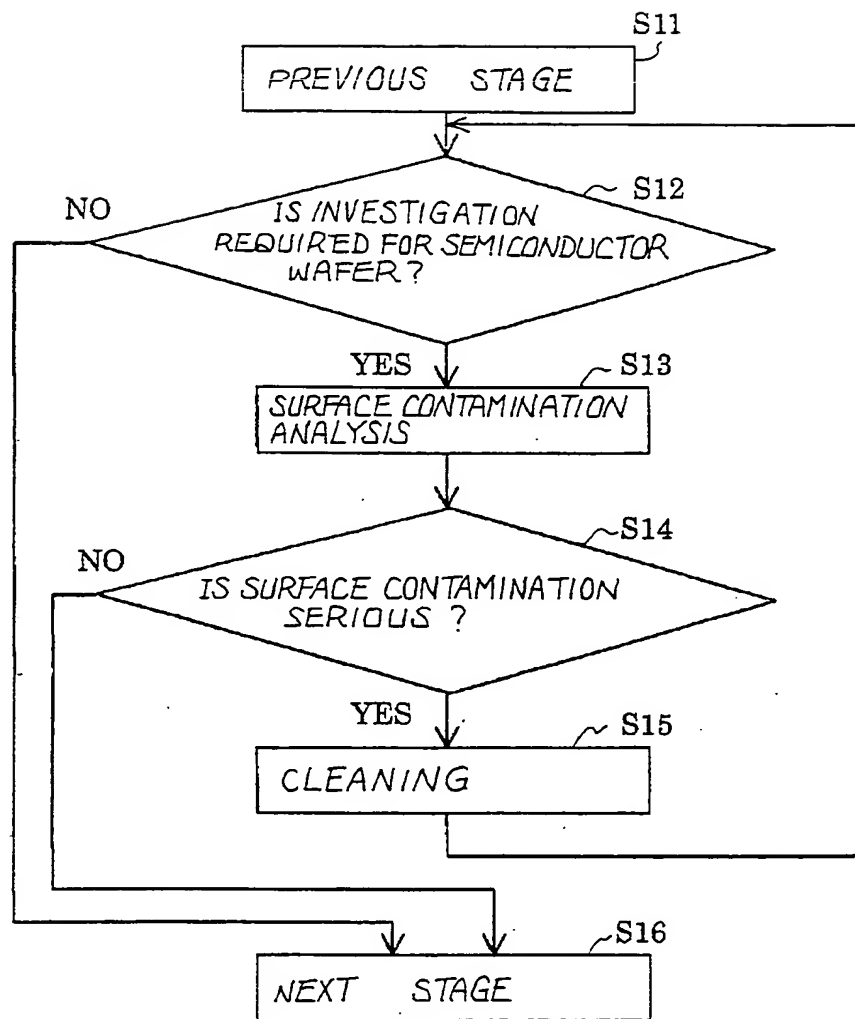 S11
PREVIOUS STAGE
S12
NO
IS INVESTIGATION
REQUIRED FOR SEMICONDUCTOR
WAFER?
YES
S13
SURFACE CONTAMINATION
ANALYSIS
S14
NO
IS SURFACE CONTAMINATION
SERIOUS ?
YES
S15
CLEANING
S16
NEXT STAGE